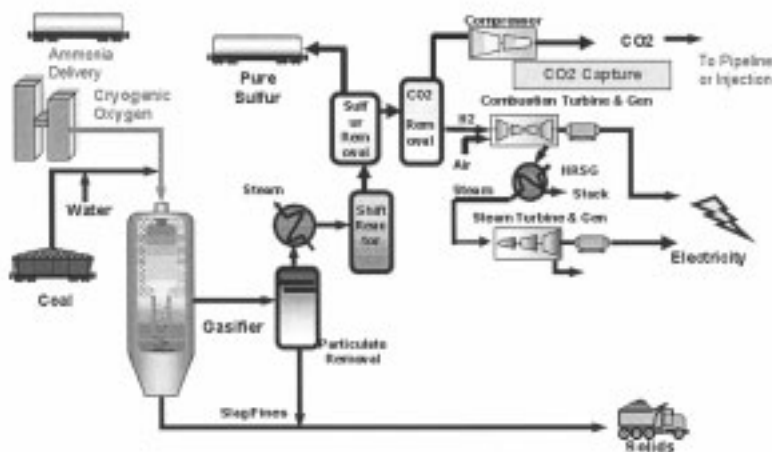 Ammonia
Delivery
Cryogenic
Oxygen
Water
Coal
Gasifier
Slag/Fines
Steam
Particulate
Removal
Shift Reac
tor
Pure
Sulfur
Sulf
ur Rem
oval
CO2
Rem
oval
Compressor
CO2
To Pipeline
or Injection
CO2 Capture
Combustion Turbine & Gen
H2
Air
HRSG
Steam
Stack
Steam Turbine & Gen
Electricity
Solids